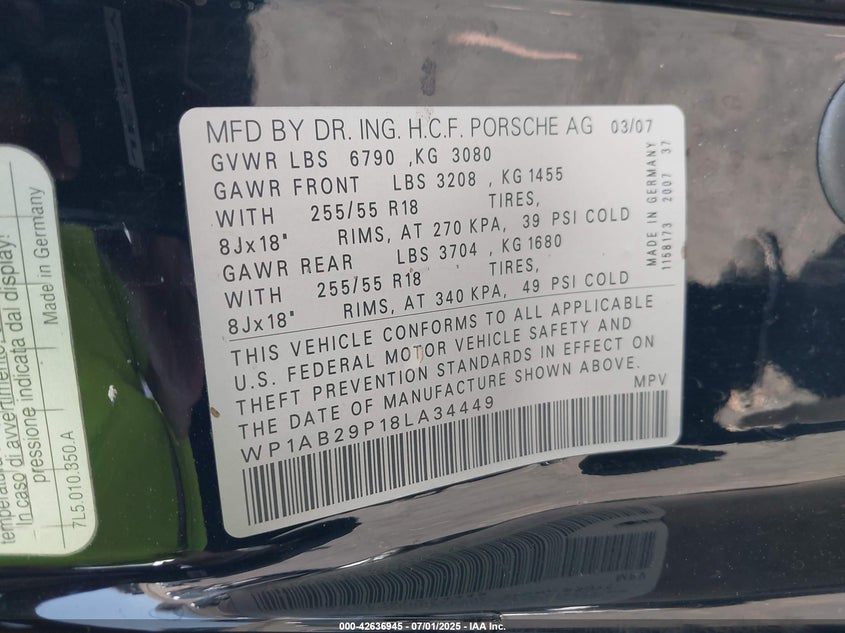 MFD BY DR. ING. H.C.F. PORSCHE AG 03/07
GVWR LBS 6790 ,KG 3080
GAWR FRONT LBS 3208 , KG 1455
WITH 255/55 R18 TIRES,
8Jx18" RIMS, AT 270 KPA, 39 PSI COLD
GAWR REAR LBS 3704 , KG 1680
WITH 255/55 R18 TIRES,
8Jx18" RIMS, AT 340 KPA, 49 PSI COLD
THIS VEHICLE CONFORMS TO ALL APPLICABLE
U.S. FEDERAL MOTOR VEHICLE SAFETY AND
THEFT PREVENTION STANDARDS IN EFFECT ON
THE DATE OF MANUFACTURE SHOWN ABOVE.
WP1AB29P18LA34449 MPV
MADE IN GERMANY
1158173 2007 37
In caso di avvertimento
pressione indicata dal display!
7L5.010.350.A Made in Germany
000-42636945 - 07/01/2025 - IAA Inc.